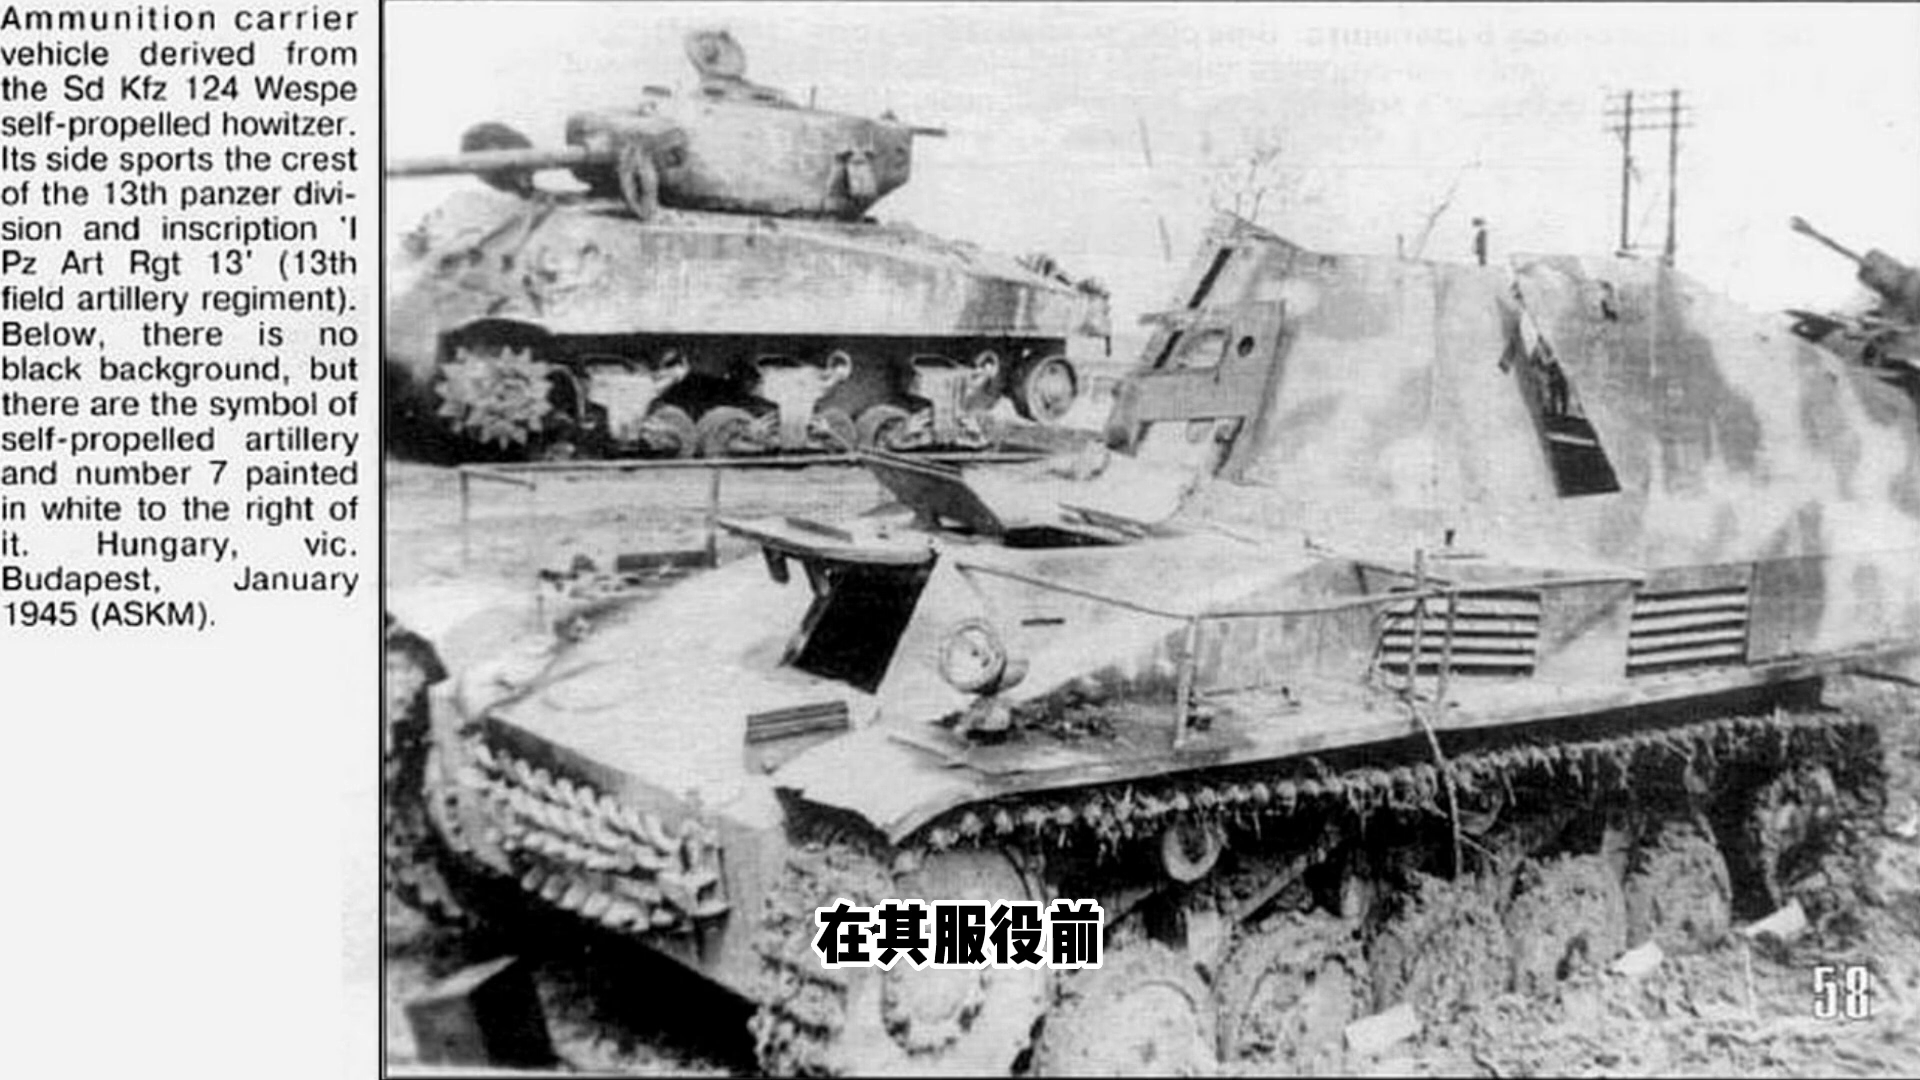 Ammunition carrier
vehicle derived from
the Sd Kfz 124 Wespe
self-propelled howitzer.
Its side sports the crest
of the 13th panzer divi-
sion and inscription 'I
Pz Art Rgt 13' (13th
field artillery regiment).
Below, there is no
black background, but
there are the symbol of
self-propelled artillery
and number 7 painted
in white to the right of
it. Hungary, vic.
Budapest, January
1945 (ASKM).
在其服役前
58